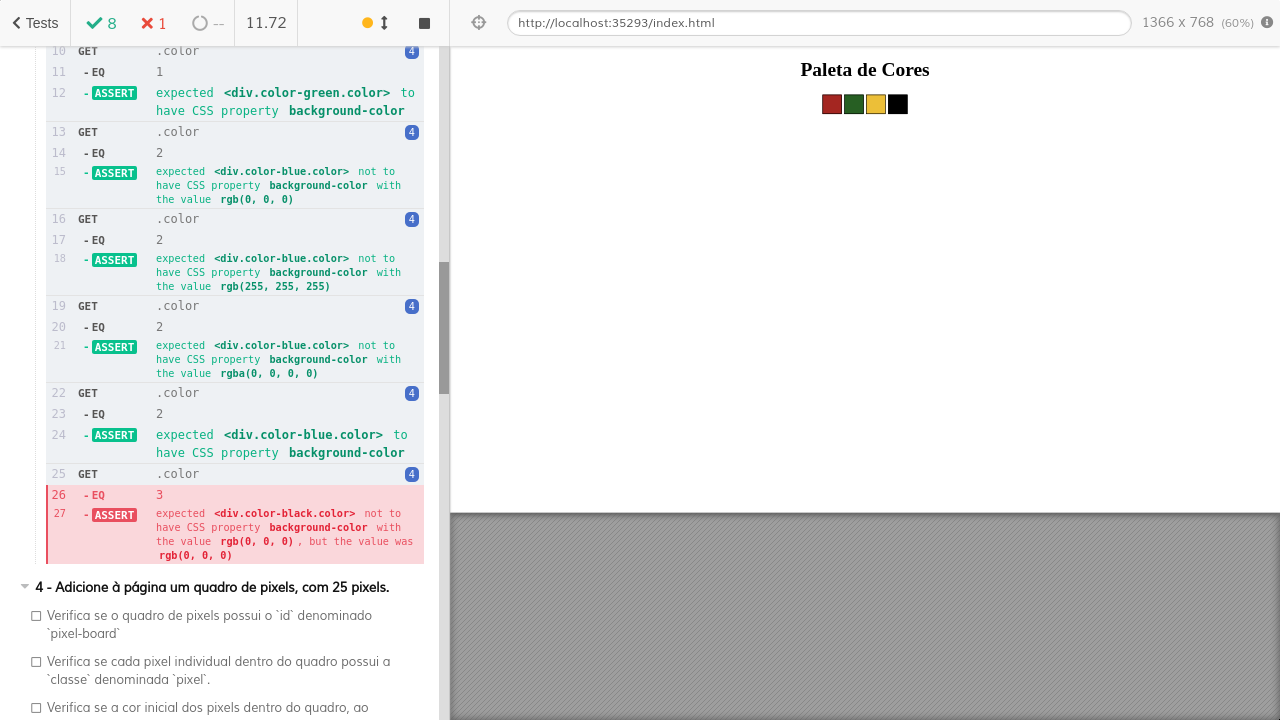 Tests 8 1 -- 11.72 http://localhost:35293/index.html 1366 x 768 (60%)
Paleta de Cores
10 GET .color 4
11 - EQ 1
12 - ASSERT expected <div.color-green.color> to
have CSS property background-color
13 GET .color 4
14 - EQ 2
15 - ASSERT expected <div.color-blue.color> not to
have CSS property background-color with
the value rgb(0, 0, 0)
16 GET .color 4
17 - EQ 2
18 - ASSERT expected <div.color-blue.color> not to
have CSS property background-color with
the value rgb(255, 255, 255)
19 GET .color 4
20 - EQ 2
21 - ASSERT expected <div.color-blue.color> not to
have CSS property background-color with
the value rgba(0, 0, 0, 0)
22 GET .color 4
23 - EQ 2
24 - ASSERT expected <div.color-blue.color> to
have CSS property background-color
25 GET .color 4
26 - EQ 3
27 - ASSERT expected <div.color-black.color> not to
have CSS property background-color with
the value rgb(0, 0, 0) , but the value was
rgb(0, 0, 0)
4 - Adicione à página um quadro de pixels, com 25 pixels.
Verifica se o quadro de pixels possui o `id` denominado
`pixel-board`
Verifica se cada pixel individual dentro do quadro possui a
`classe` denominada `pixel`.
Verifica se a cor inicial dos pixels dentro do quadro, ao